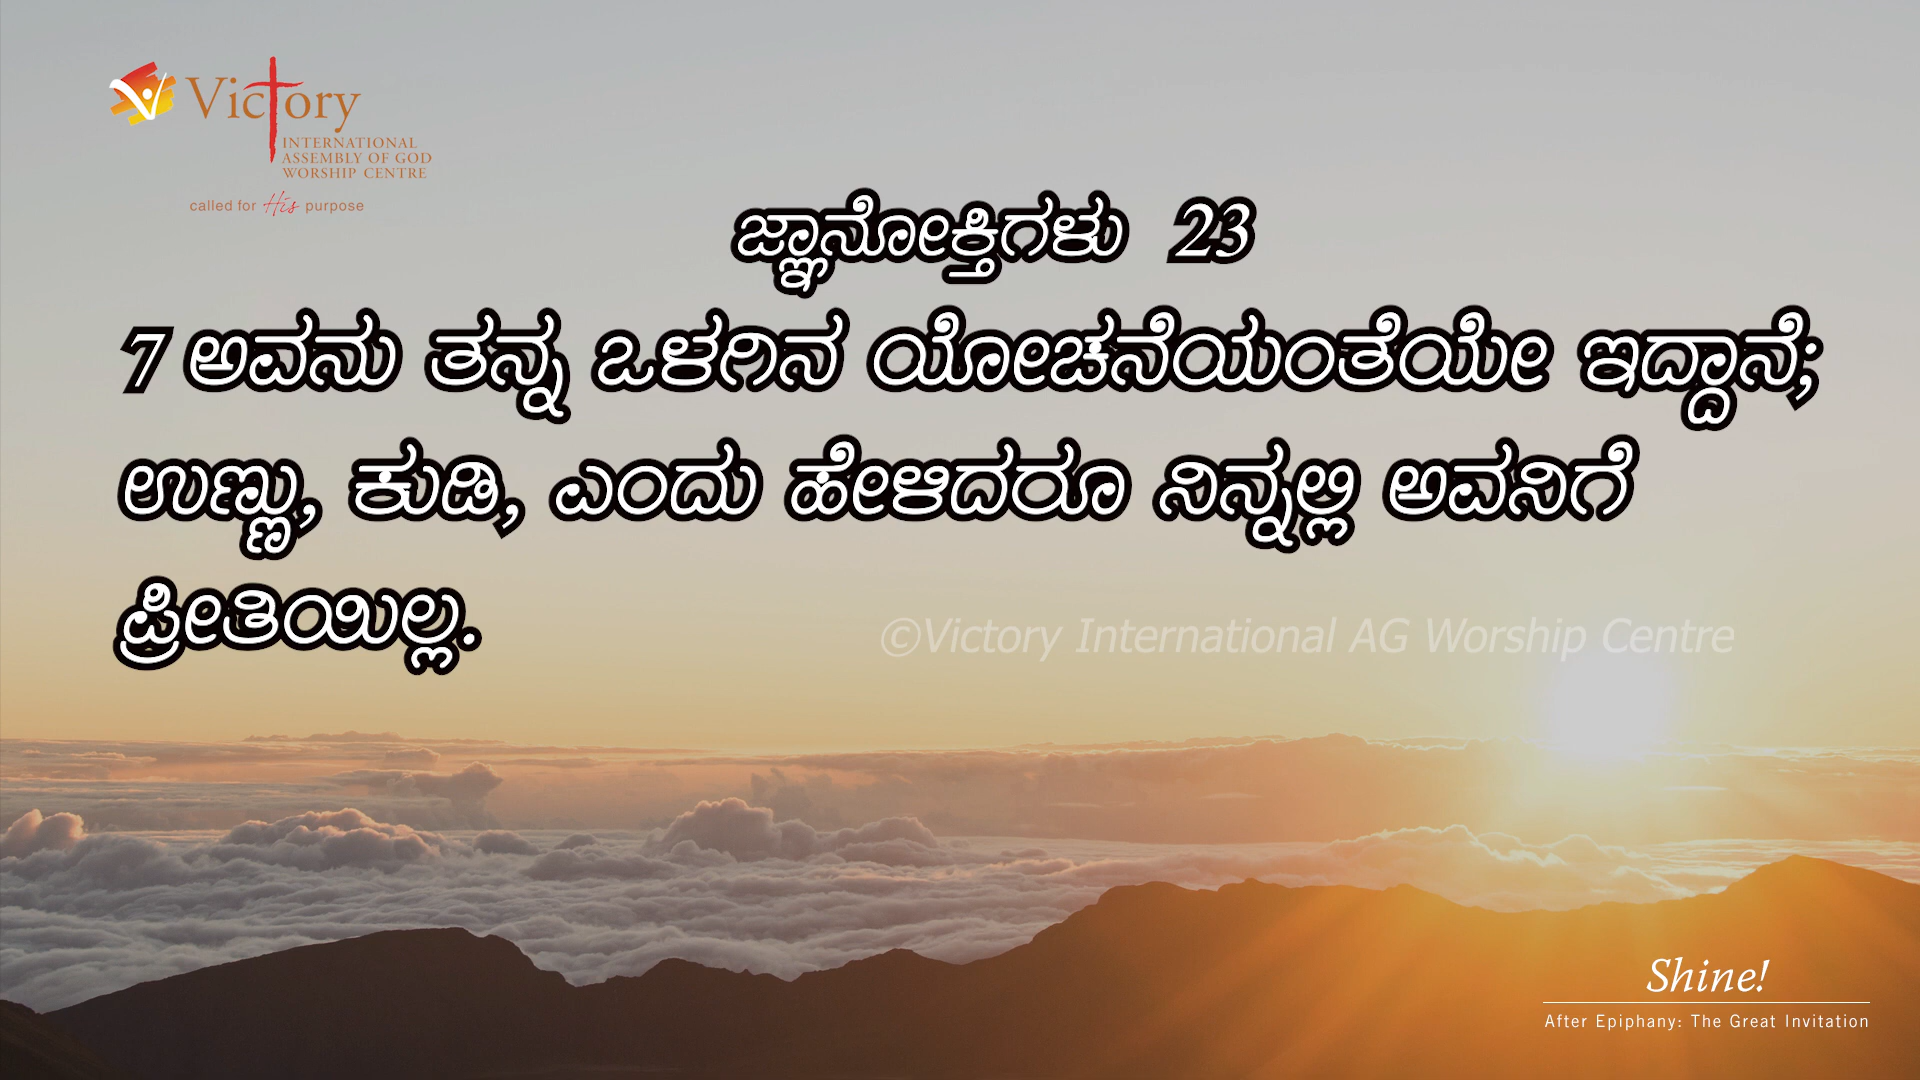 Victory
INTERNATIONAL
ASSEMBLY OF GOD
WORSHIP CENTRE
called for His purpose
ಜ್ಞಾನೋಕ್ತಿಗಳು 23
7 ಅವನು ತನ್ನ ಒಳಗಿನ ಯೋಚನೆಯಂತೆಯೇ ಇದ್ದಾನೆ;
ಉಣ್ಣು, ಕುಡಿ, ಎಂದು ಹೇಳಿದರೂ ನಿನ್ನಲ್ಲಿ ಅವನಿಗೆ
ಪ್ರೀತಿಯಿಲ್ಲ.
©Victory International AG Worship Centre
Shine!
After Epiphany: The Great Invitation